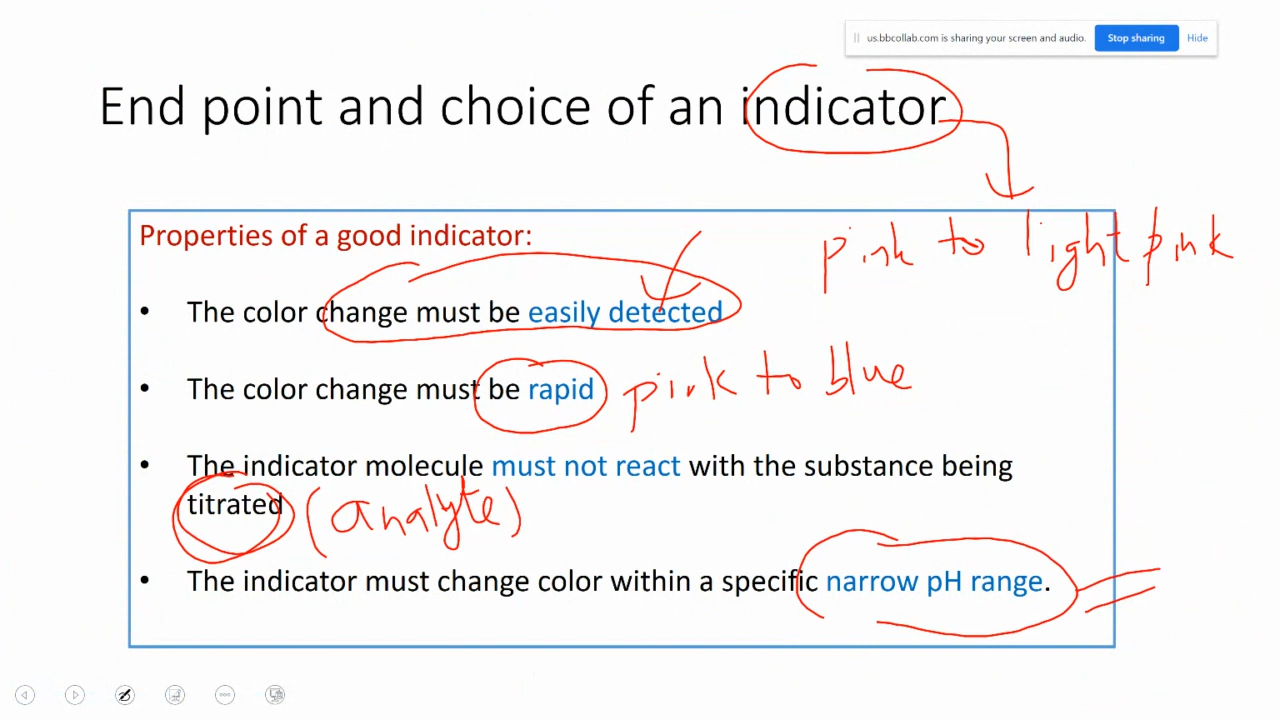 us.bbcollab.com is sharing your screen and audio. Stop sharing Hide
End point and choice of an indicator
Properties of a good indicator:
pink to light pink
• The color change must be easily detected
• The color change must be rapid pink to blue
• The indicator molecule must not react with the substance being
titrated (analyte)
• The indicator must change color within a specific narrow pH range.